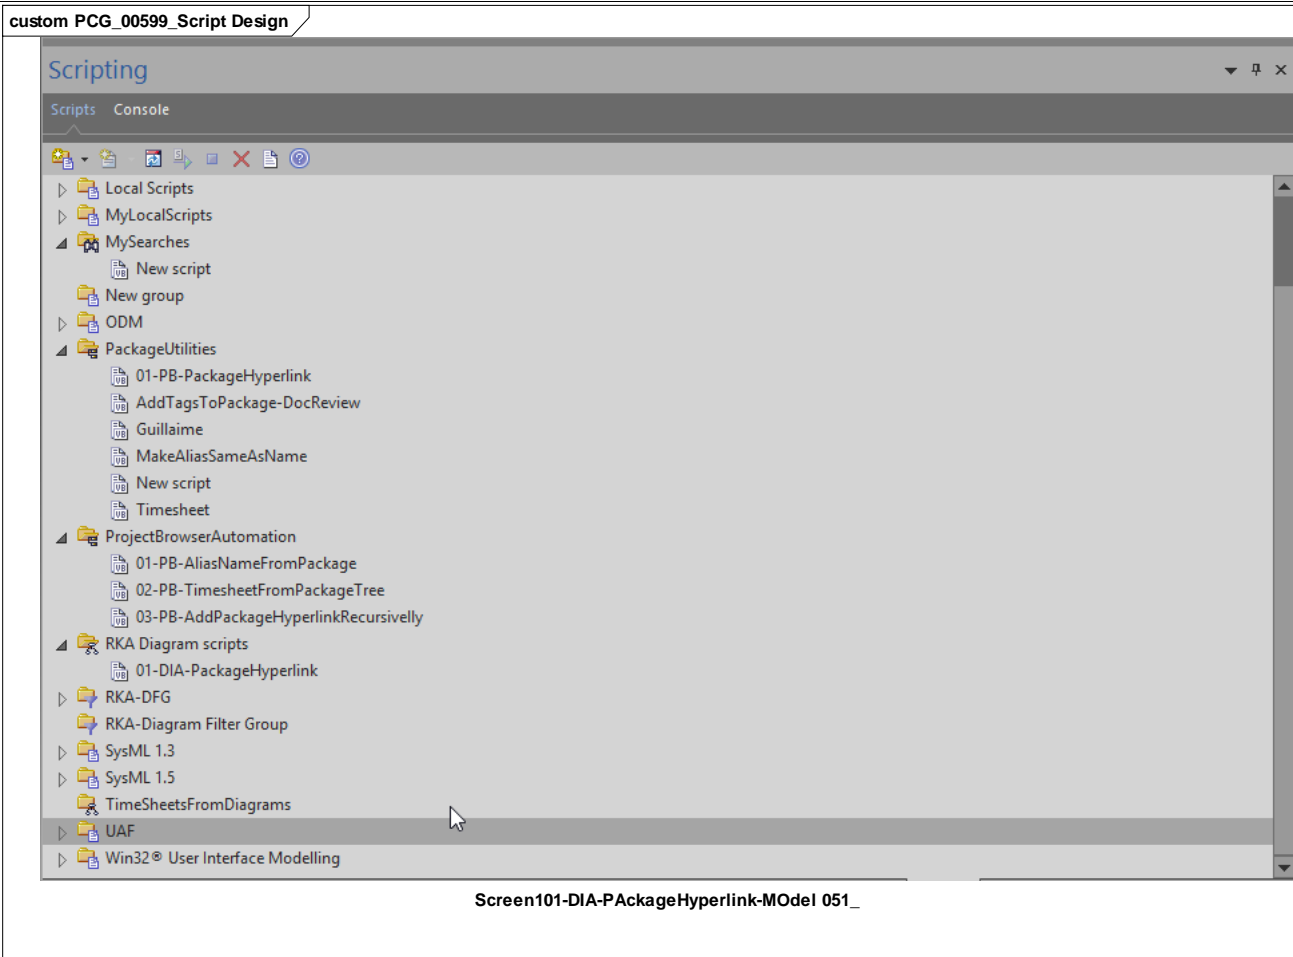 custom PCG_00599_Script Design
Scripting
Scripts Console
Local Scripts
MyLocalScripts
MySearches
New script
New group
ODM
PackageUtilities
01-PB-PackageHyperlink
AddTagsToPackage-DocReview
Guillaime
MakeAliasSameAsName
New script
Timesheet
ProjectBrowserAutomation
01-PB-AliasNameFromPackage
02-PB-TimesheetFromPackageTree
03-PB-AddPackageHyperlinkRecursivelly
RKA Diagram scripts
01-DIA-PackageHyperlink
RKA-DFG
RKA-Diagram Filter Group
SysML 1.3
SysML 1.5
TimeSheetsFromDiagrams
UAF
Win32® User Interface Modelling
Screen101-DIA-PAckageHyperlink-MOdel 051_